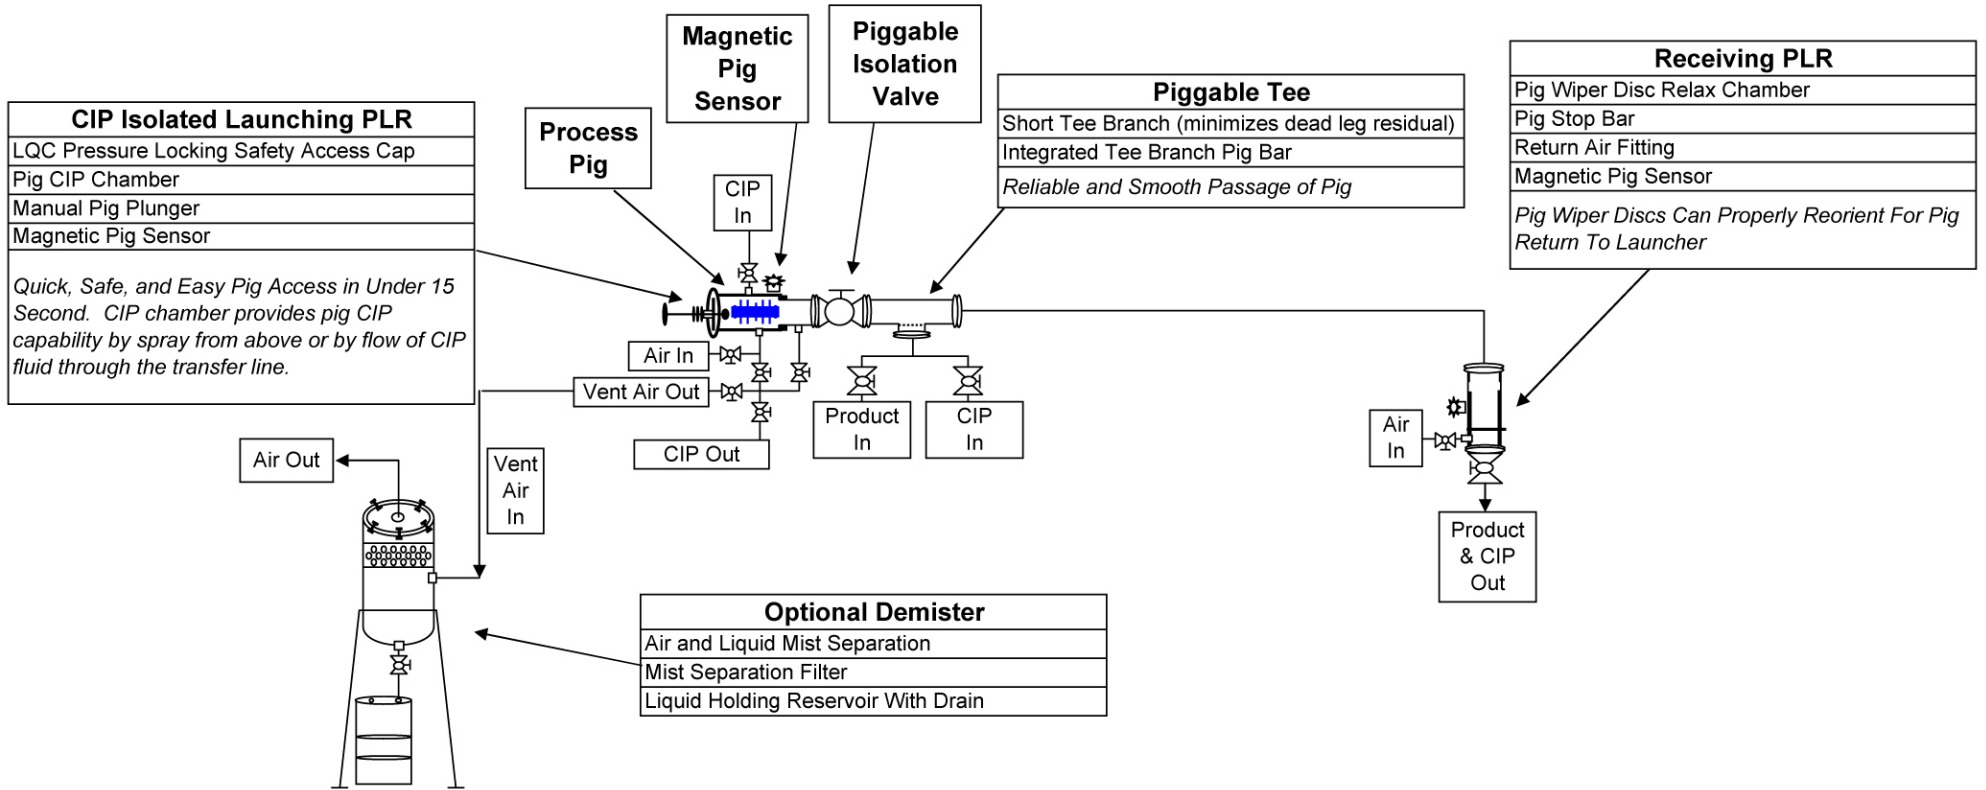 CIP Isolated Launching PLR
LQC Pressure Locking Safety Access Cap
Pig CIP Chamber
Manual Pig Plunger
Magnetic Pig Sensor
Quick, Safe, and Easy Pig Access in Under 15
Second.  CIP chamber provides pig CIP
capability by spray from above or by flow of CIP
fluid through the transfer line.
Process
Pig
Magnetic
Pig
Sensor
Piggable
Isolation
Valve
Piggable Tee
Short Tee Branch (minimizes dead leg residual)
Integrated Tee Branch Pig Bar
Reliable and Smooth Passage of Pig
Receiving PLR
Pig Wiper Disc Relax Chamber
Pig Stop Bar
Return Air Fitting
Magnetic Pig Sensor
Pig Wiper Discs Can Properly Reorient For Pig
Return To Launcher
CIP
In
Air In
Vent Air Out
CIP Out
Product
In
CIP
In
Air
In
Product
& CIP
Out
Air Out
Vent
Air
In
Optional Demister
Air and Liquid Mist Separation
Mist Separation Filter
Liquid Holding Reservoir With Drain